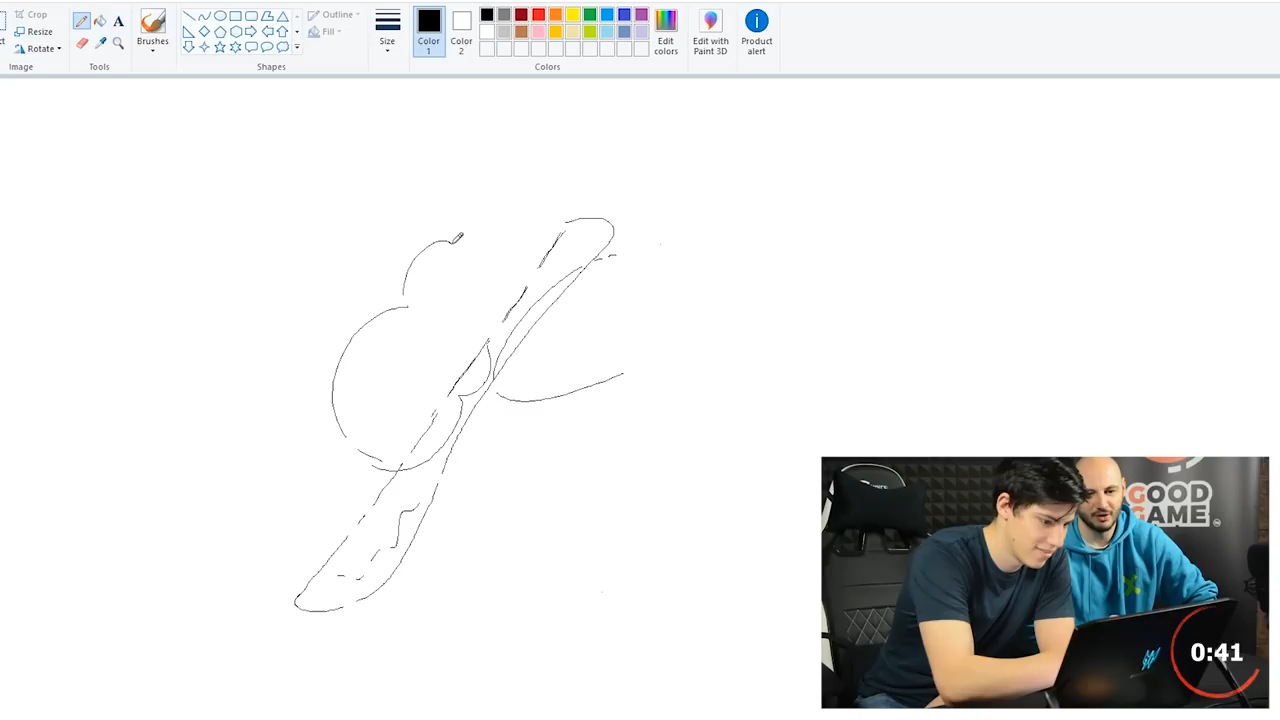 Crop
Resize
Rotate
Image
A
Tools
Brushes
Outline
Fill
Shapes
Size
Color
1
Color
2
Edit
colors
Colors
Edit with
Paint 3D
Product
alert
GOOD
GAME
0:41